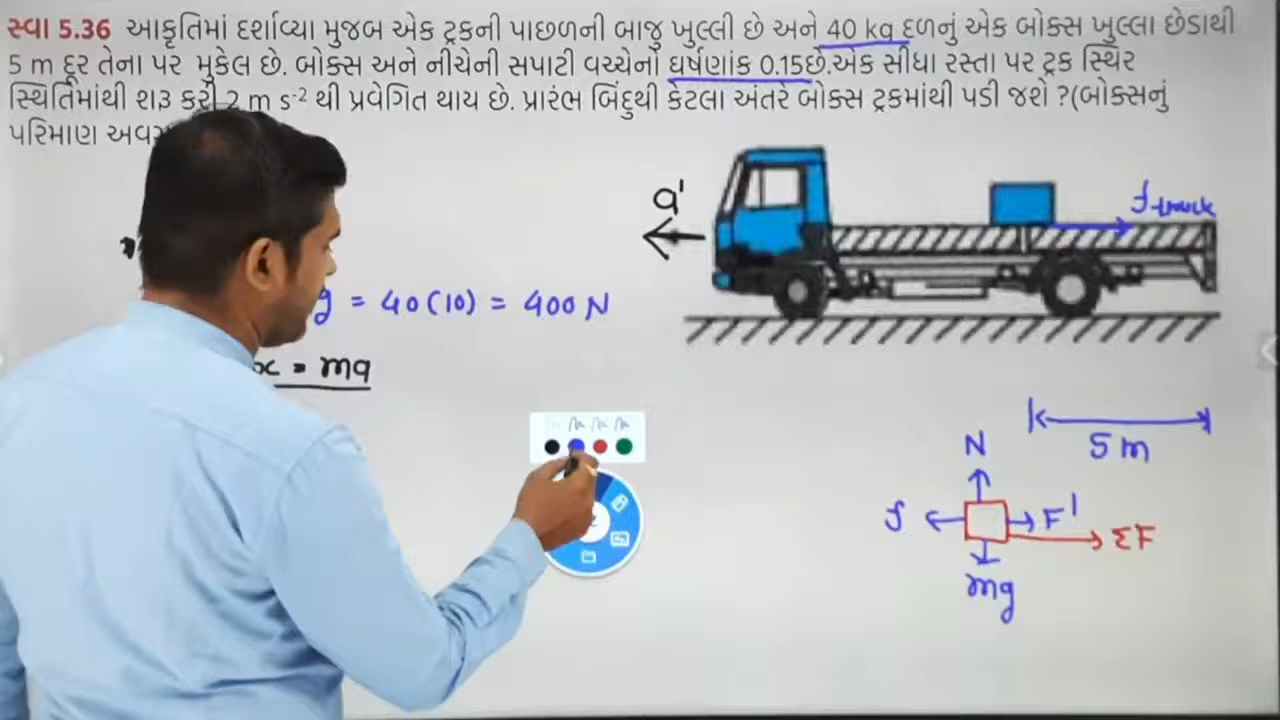 સ્વા 5.36 આકૃતિમાં દર્શાવ્યા મુજબ એક ટ્રકની પાછળની બાજુ ખુલ્લી છે અને 40 kg દળનું એક બોક્સ ખુલ્લા છેડાથી
5 m દૂર તેના પર મુકેલ છે. બોક્સ અને નીચેની સપાટી વચ્ચેનો ઘર્ષણાંક 0.15છે.એક સીધા રસ્તા પર ટ્રક સ્થિર
સ્થિતિમાંથી શરૂ કરી 2 m s⁻² થી પ્રવેગિત થાય છે. પ્રારંભ બિંદુથી કેટલા અંતરે બોક્સ ટ્રકમાંથી પડી જશે ?(બોક્સનું
પરિમાણ
a'
f truck
g = 40(10) = 400 N
x = ma
5 m
N
f
F'
ΣF
mg